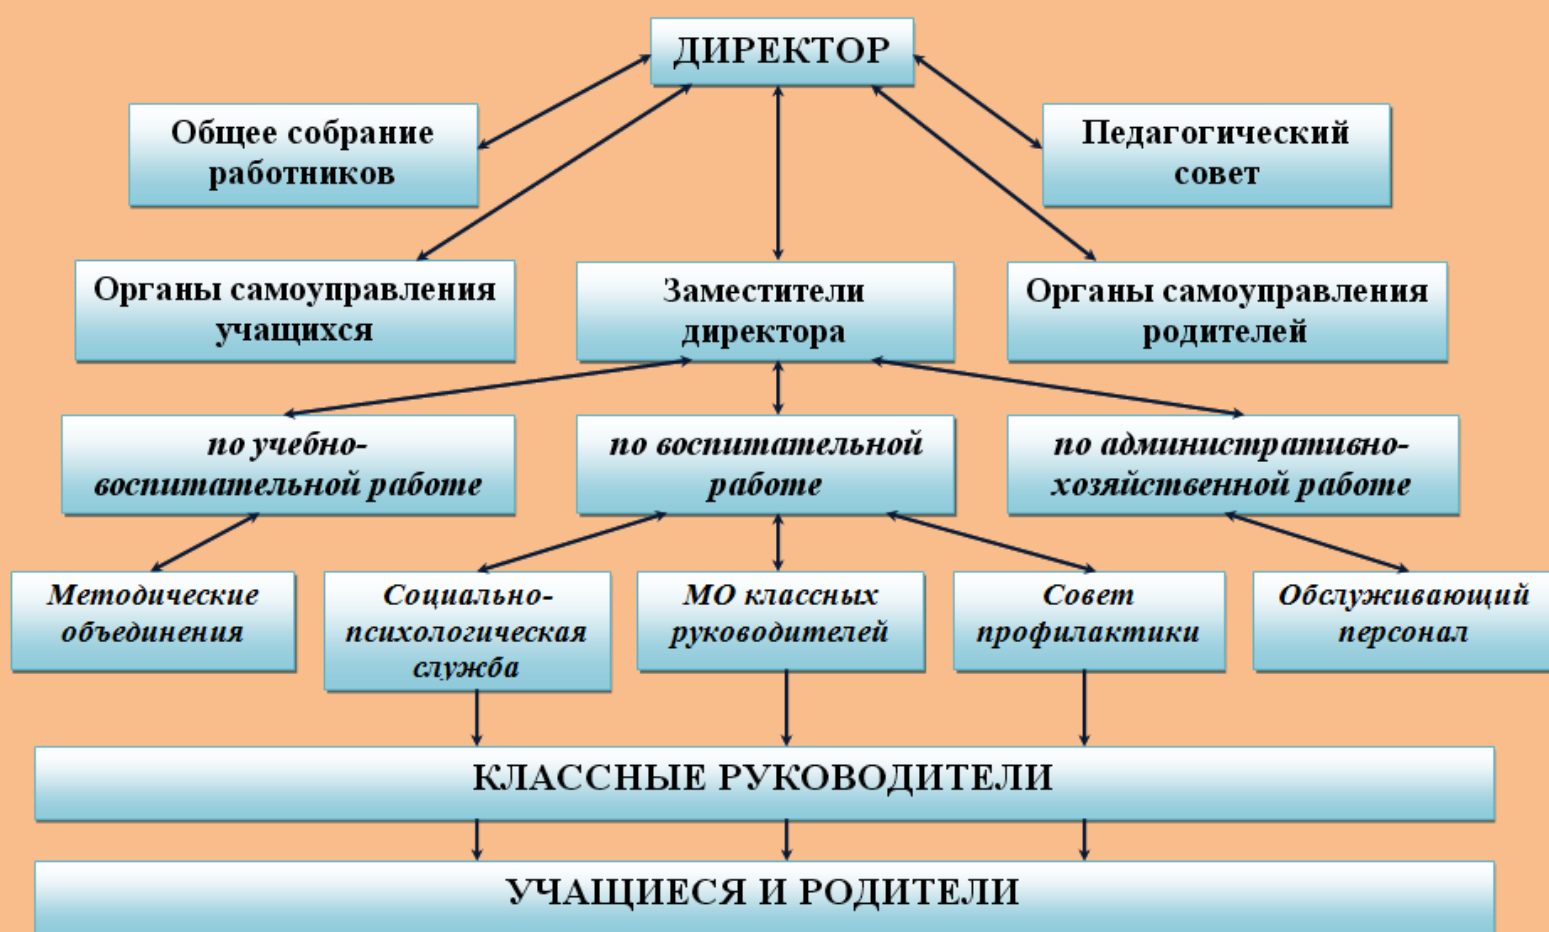 ДИРЕКТОР
Общее собрание
работников
Педагогический
совет
Органы самоуправления
учащихся
Заместители
директора
Органы самоуправления
родителей
по учебно-
воспитательной работе
по воспитательной
работе
по административно-
хозяйственной работе
Методические
объединения
Социально-
психологическая
служба
МО классных
руководителей
Совет
профилактики
Обслуживающий
персонал
КЛАССНЫЕ РУКОВОДИТЕЛИ
УЧАЩИЕСЯ И РОДИТЕЛИ